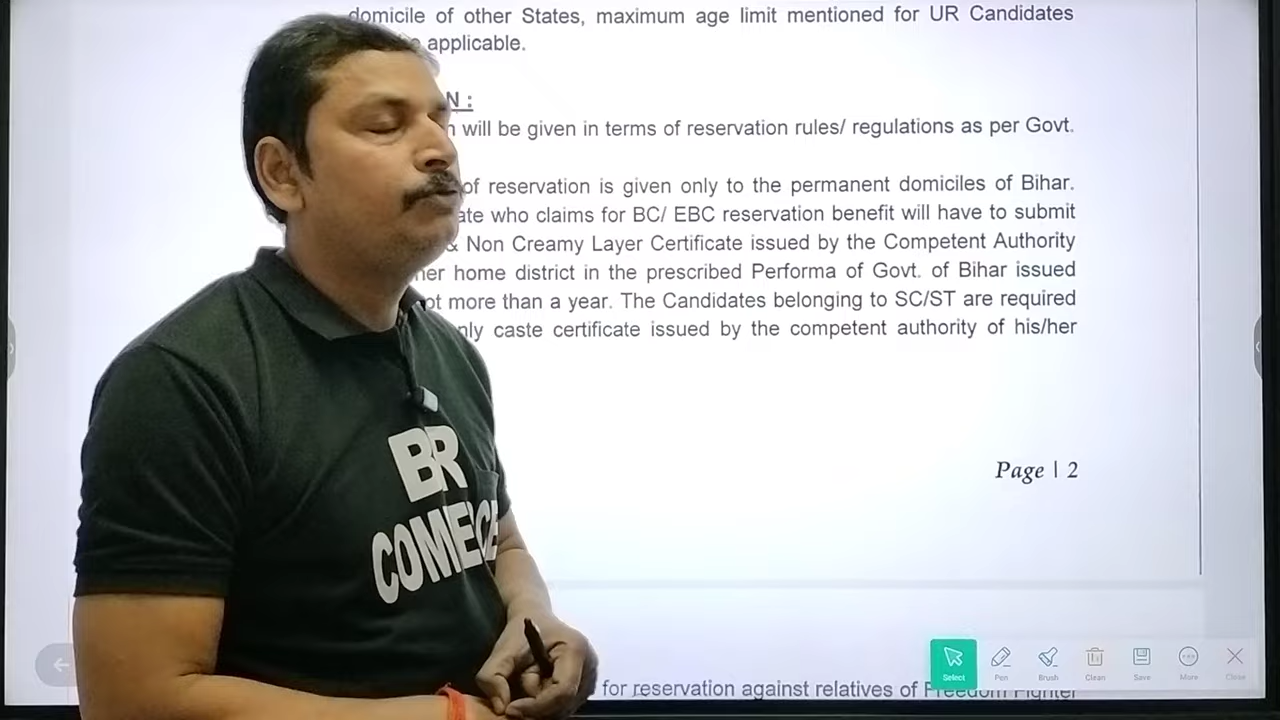 domicile of other States, maximum age limit mentioned for UR Candidates
applicable.
N :
will be given in terms of reservation rules/ regulations as per Govt.
of reservation is given only to the permanent domiciles of Bihar.
who claims for BC/ EBC reservation benefit will have to submit
& Non Creamy Layer Certificate issued by the Competent Authority
her home district in the prescribed Performa of Govt. of Bihar issued
more than a year. The Candidates belonging to SC/ST are required
caste certificate issued by the competent authority of his/her
Page | 2
for reservation against relatives of Freedom Fighter
BR
COMMERCE
Select
Pen
Brush
Clean
Save
More
Close